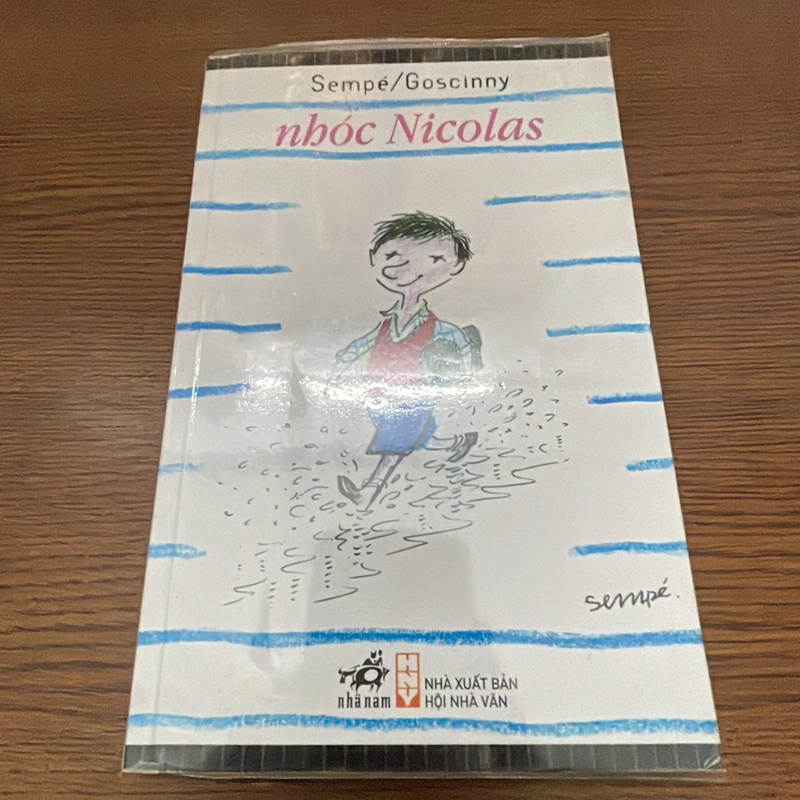 Sempé/Goscinny
nhóc Nicolas
sempé.
nhã nam
HNV
NHÀ XUẤT BẢN
HỘI NHÀ VĂN